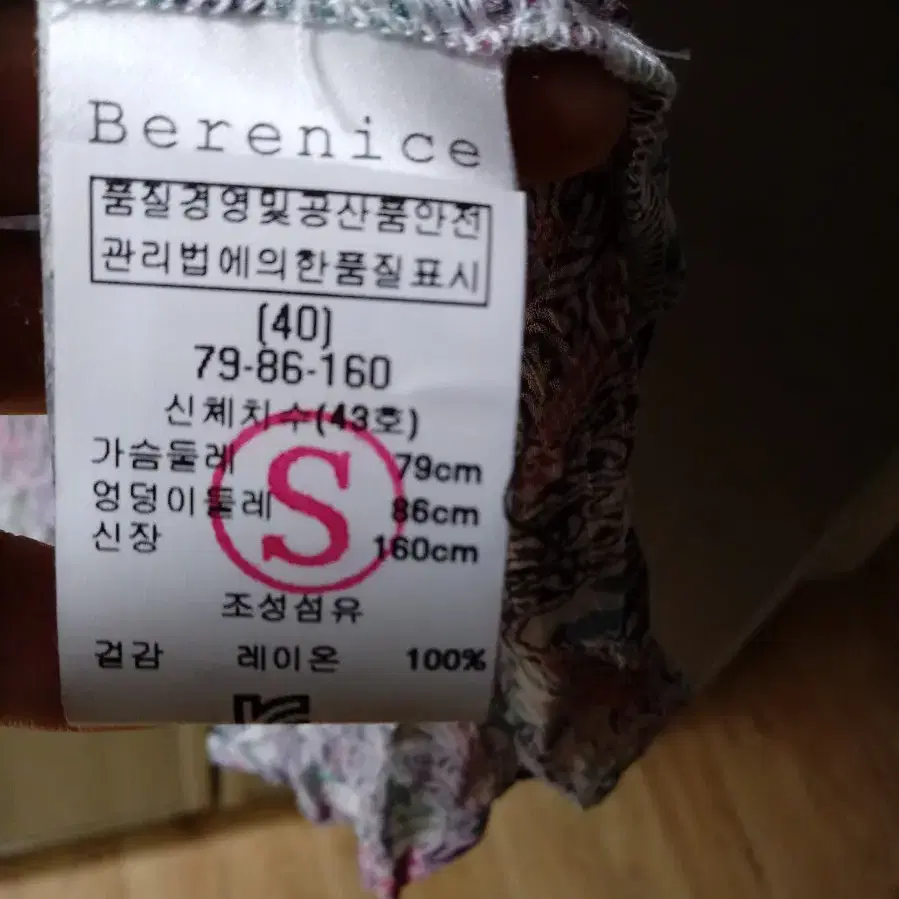 Berenice
품질경영및공산품안전
관리법에의한품질표시
(40)
79-86-160
신체치수(43호)
가슴둘레 79cm
엉덩이둘레 86cm
신장 160cm
S
조성섬유
겉감 레이온 100%